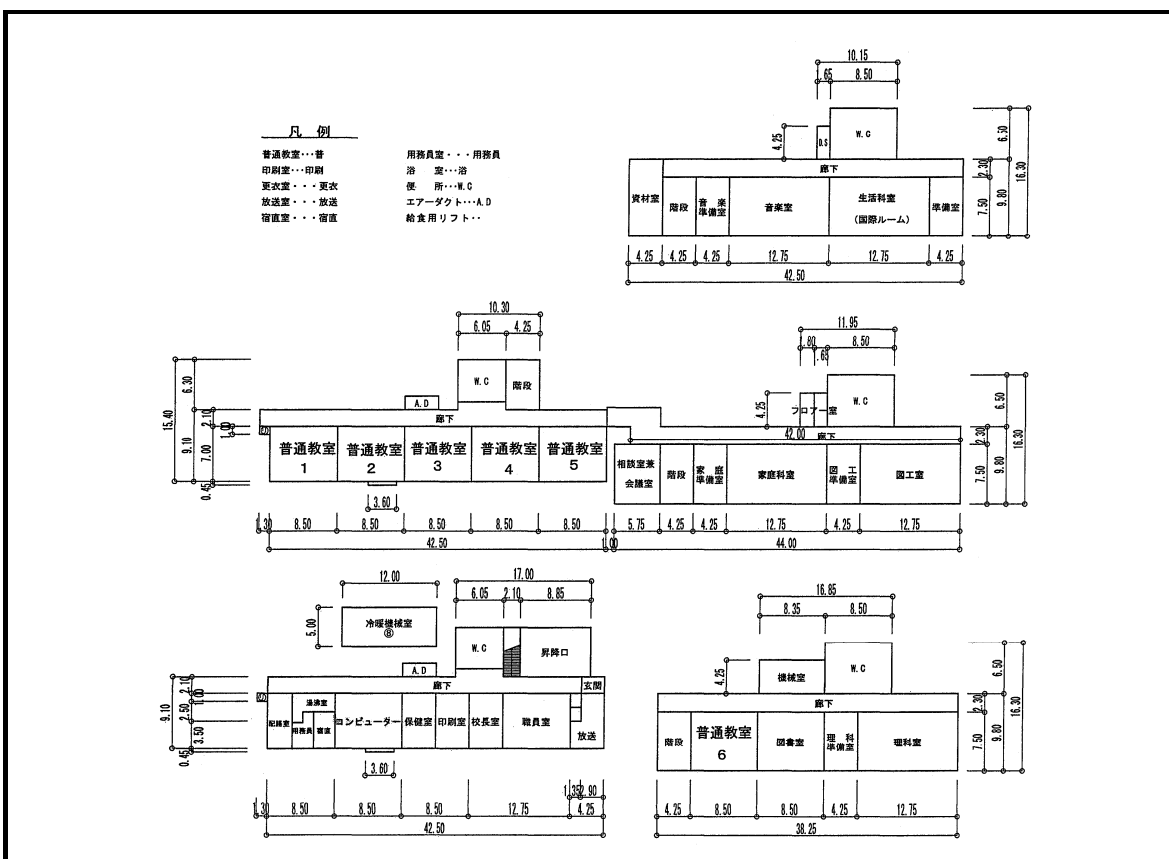 凡 例
普通教室・・・普
印刷室・・・印刷
更衣室・・・更衣
放送室・・・放送
宿直室・・・宿直
用務員室・・・用務員
浴 室・・・浴
便 所・・・W.C
エアーダクト・・・A.D
給食用リフト・・
10.15
1.65 8.50
4.25
D.S
W.C
6.50
16.30
2.30
9.80
7.50
廊下
資材室
階段
音楽
準備室
音楽室
生活科室
(国際ルーム)
準備室
4.25 4.25 4.25 12.75 12.75 4.25
42.50
10.30
6.05 4.25
W.C
階段
A.D
廊下
15.40
6.30
2.10
9.10
7.00
0.45
普通教室
1
普通教室
2
普通教室
3
普通教室
4
普通教室
5
3.60
1.30 8.50 8.50 8.50 8.50 8.50 1.00
42.50
11.95
1.80 1.65 8.50
4.25
フロアー室
W.C
42.00
廊下
6.50
16.30
2.30
9.80
7.50
相談室兼
会議室
階段
家庭
準備室
家庭科室
図工
準備室
図工室
5.75 4.25 4.25 12.75 4.25 12.75
44.00
12.00
5.00
冷暖機械室
Ⓑ
17.00
6.05 2.10 8.85
W.C
昇降口
A.D
廊下
玄関
9.10
2.10
1.00
2.50
3.50
0.45
配膳室
湯沸室
用務員
宿直
コンピューター
保健室
印刷室
校長室
職員室
放送
3.60
1.35 2.90
1.30 8.50 8.50 8.50 12.75 4.25
42.50
16.85
8.35 8.50
4.25
機械室
W.C
廊下
6.50
16.30
2.30
9.80
7.50
階段
普通教室
6
図書室
理科
準備室
理科室
4.25 8.50 8.50 4.25 12.75
38.25